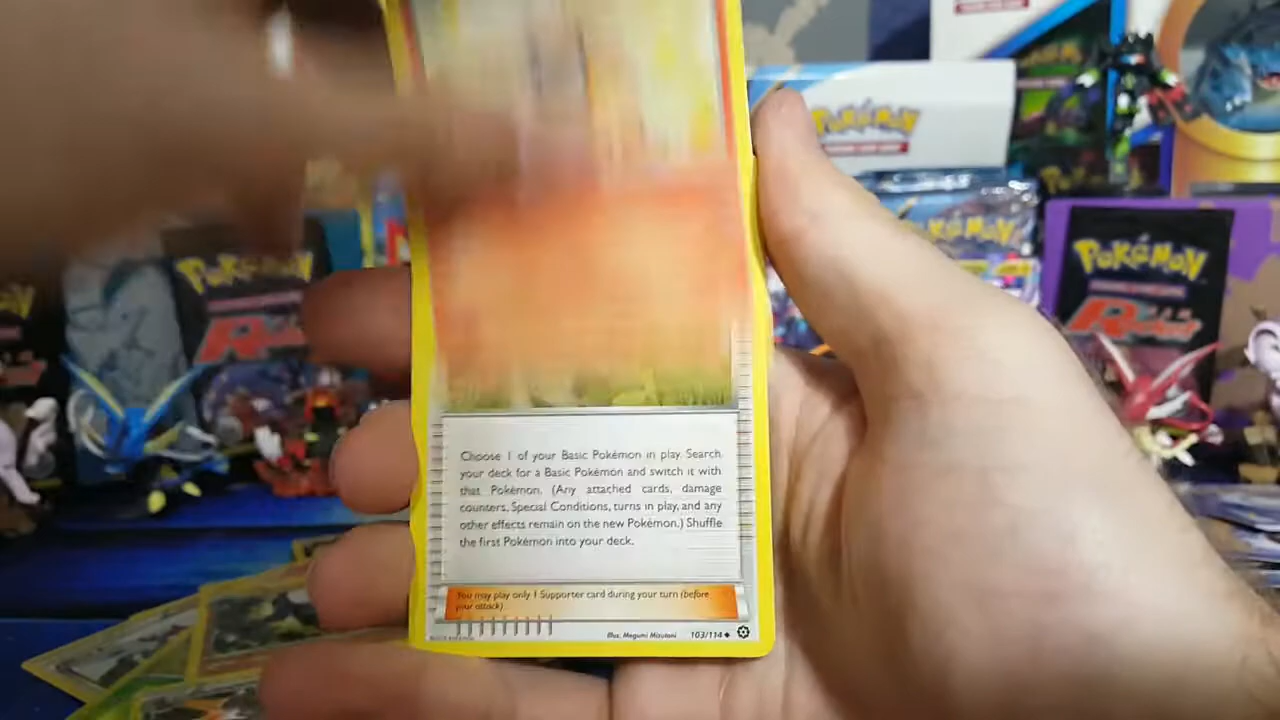 POKéMON
POKéMON
POKéMON
POKéMON
Rocket
Rocket
Choose 1 of your Basic Pokémon in play. Search
your deck for a Basic Pokémon and switch it with
that Pokémon. (Any attached cards, damage
counters, Special Conditions, turns in play, and any
other effects remain on the new Pokémon.) Shuffle
the first Pokémon into your deck.
You may play only 1 Supporter card during your turn (before
your attack).
Illus. Megumi Mizutani 103/114